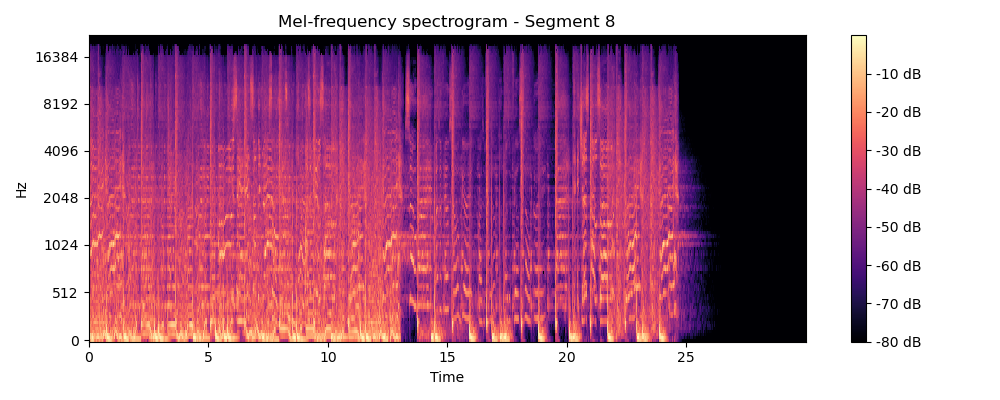 Mel-frequency spectrogram - Segment 8
Hz
16384
8192
4096
2048
1024
512
0
0 5 10 15 20 25
Time
-10 dB
-20 dB
-30 dB
-40 dB
-50 dB
-60 dB
-70 dB
-80 dB